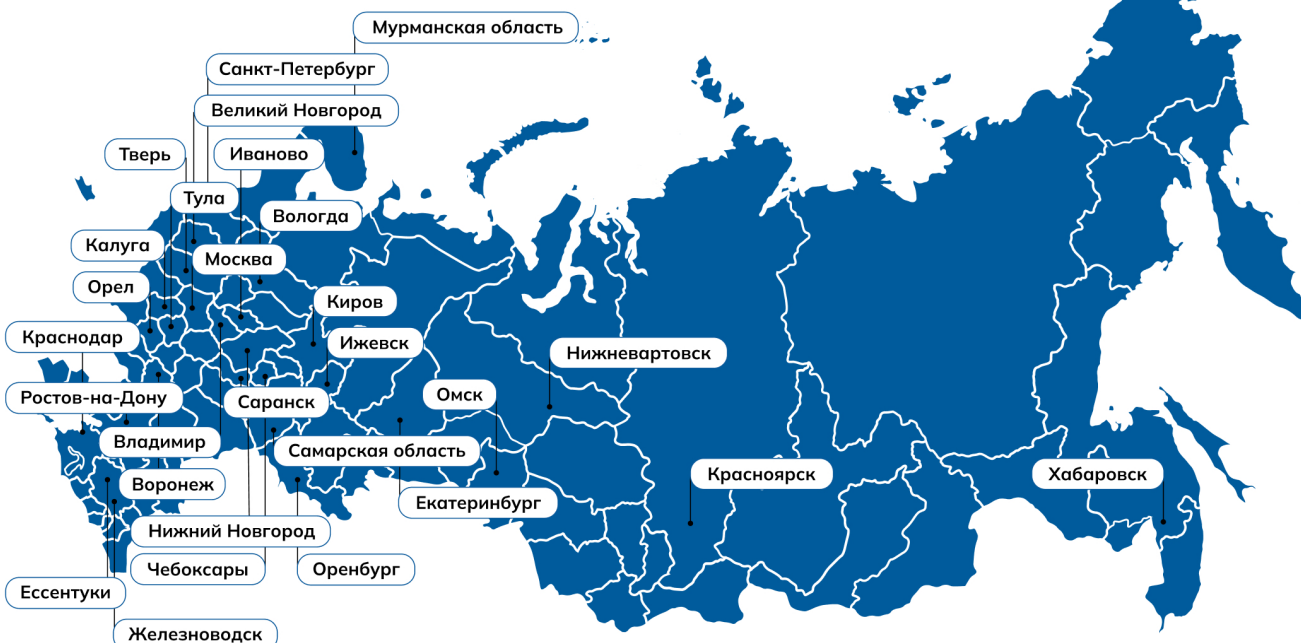 Мурманская область
Санкт-Петербург
Великий Новгород
Тверь
Иваново
Тула
Вологда
Калуга
Москва
Орел
Киров
Краснодар
Ижевск
Нижневартовск
Ростов-на-Дону
Саранск
Омск
Владимир
Самарская область
Воронеж
Красноярск
Хабаровск
Екатеринбург
Нижний Новгород
Чебоксары
Оренбург
Ессентуки
Железноводск